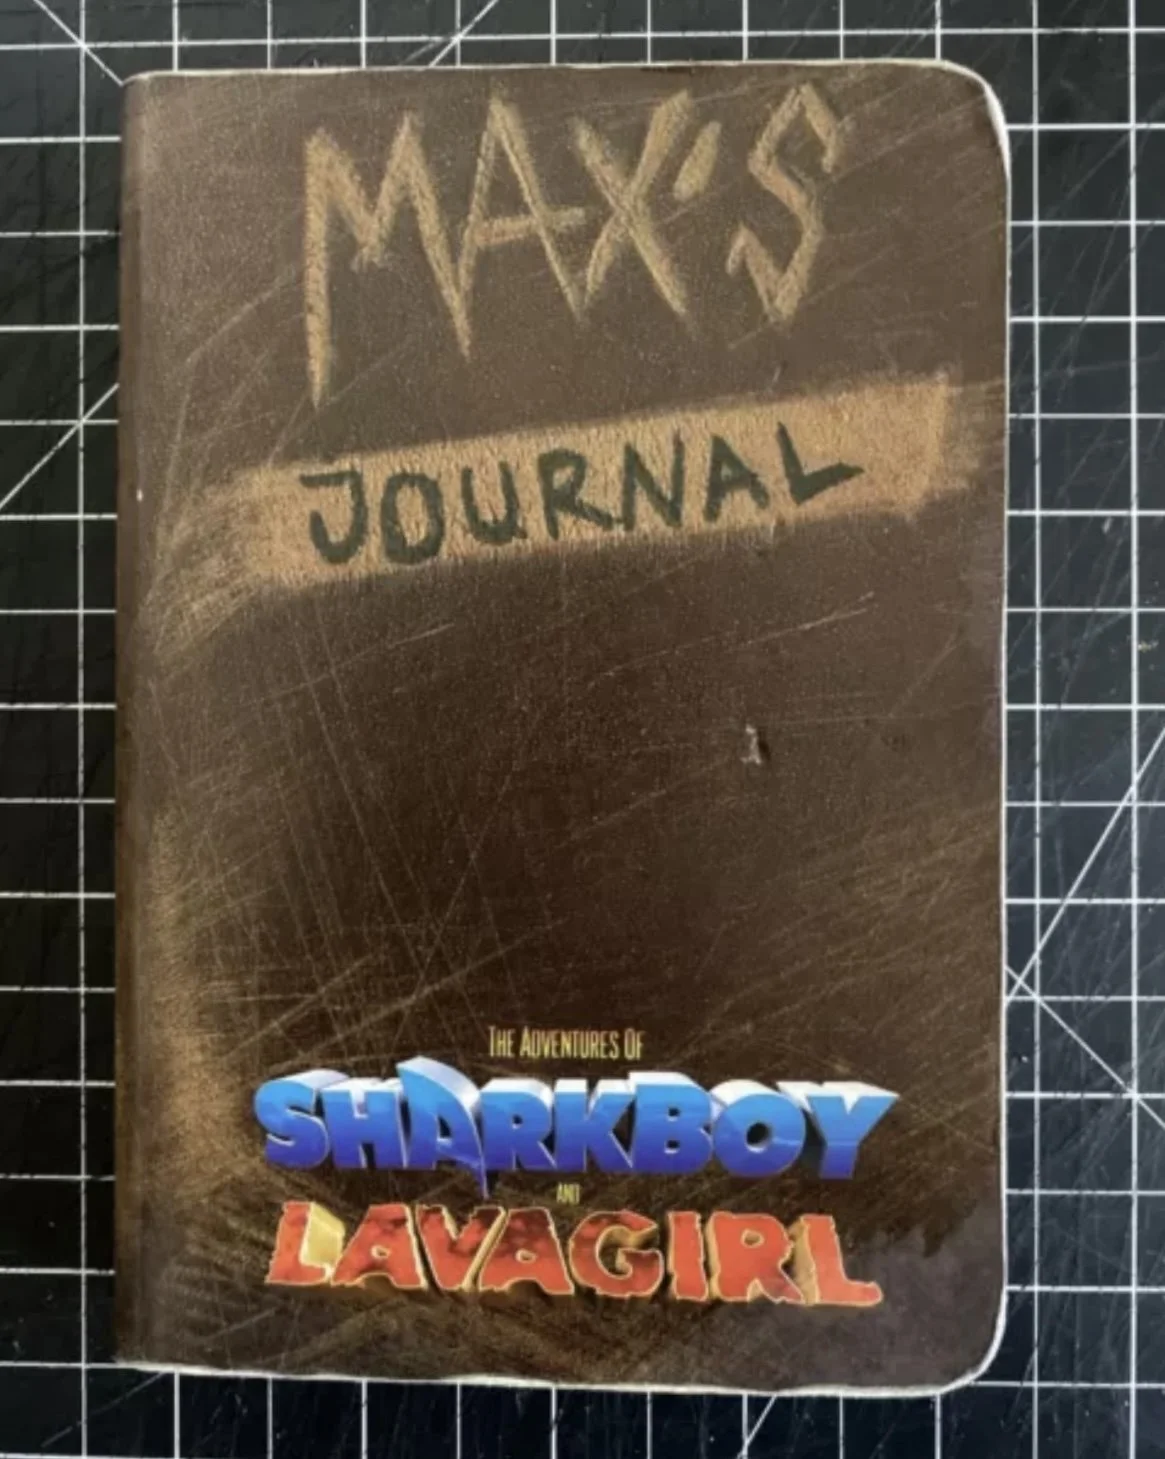 MAX'S
JOURNAL
THE ADVENTURES OF
SHARKBOY
AND
LAVAGIRL